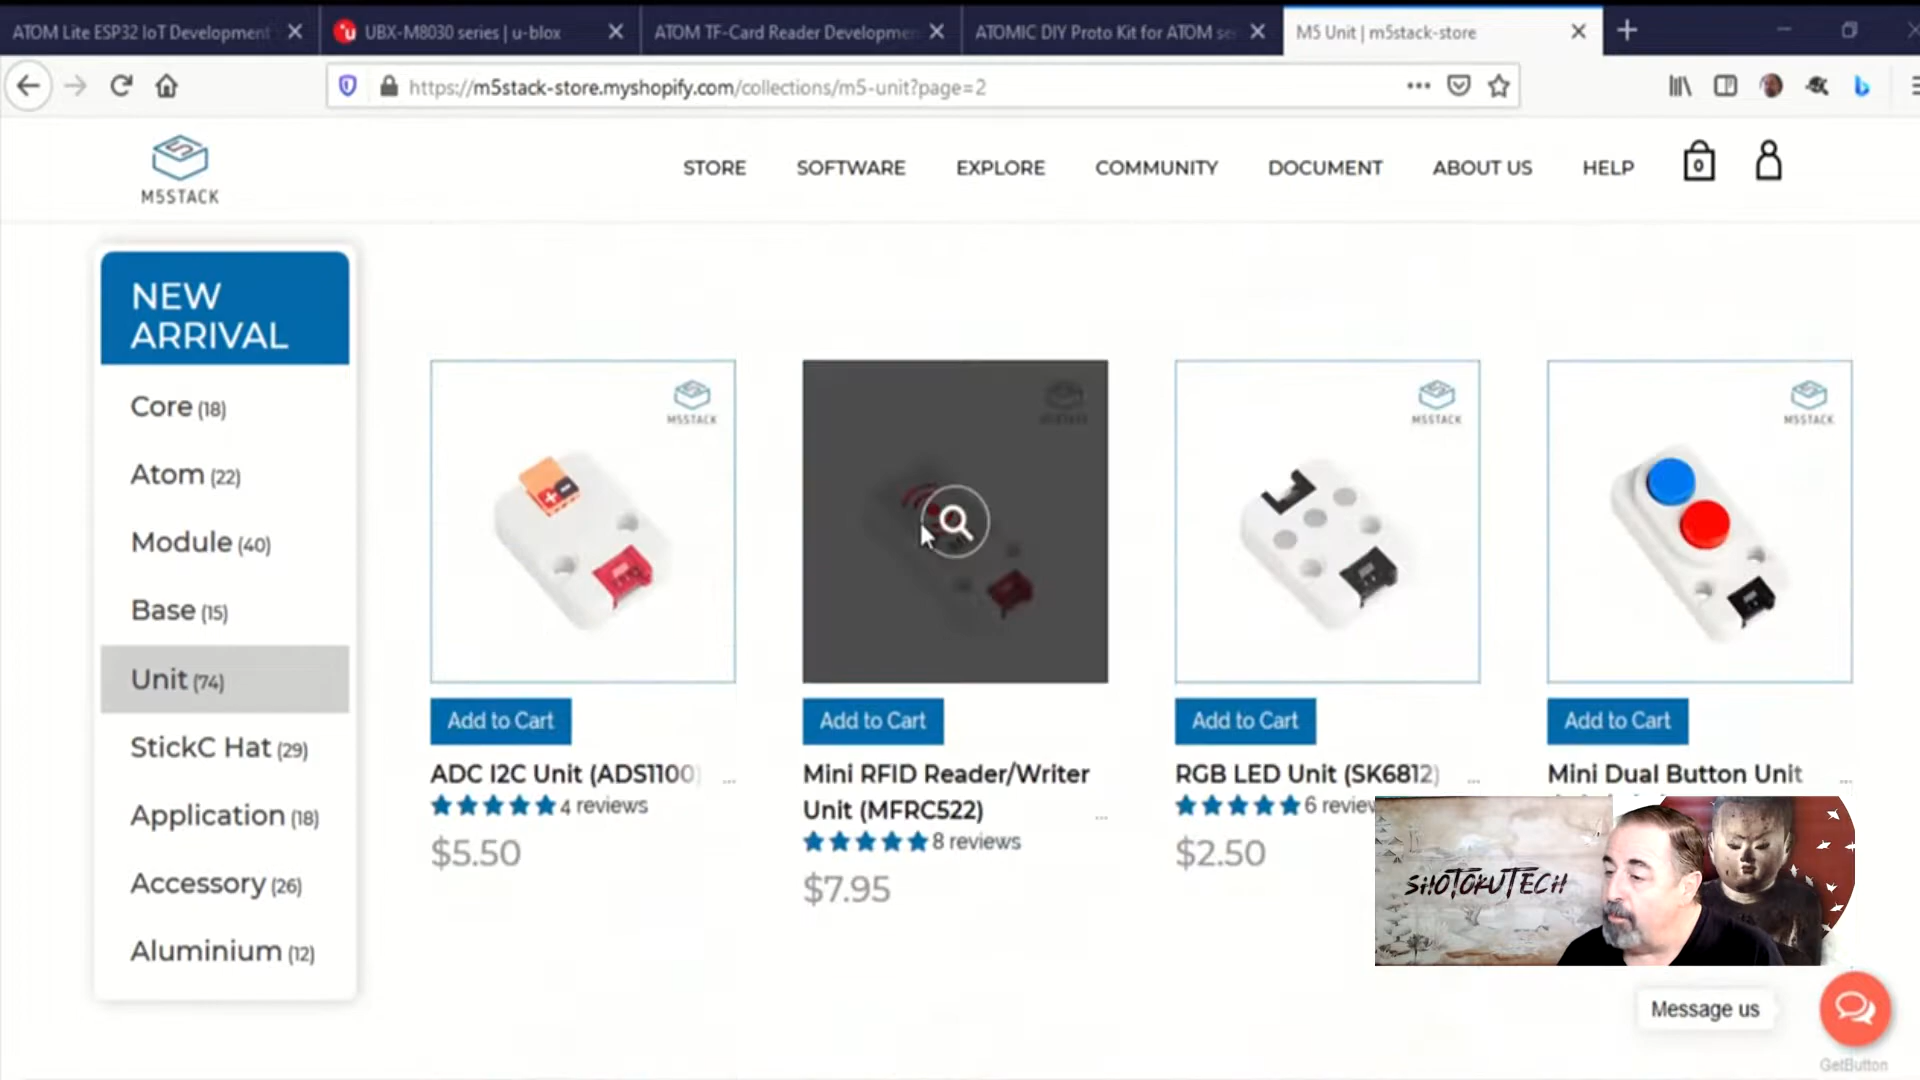 ATOM Lite ESP32 IoT Development
UBX-M8030 series | u-blox
ATOM TF-Card Reader Developmen
ATOMIC DIY Proto Kit for ATOM se
M5 Unit | m5stack-store
https://m5stack-store.myshopify.com/collections/m5-unit?page=2
M5STACK
STORE
SOFTWARE
EXPLORE
COMMUNITY
DOCUMENT
ABOUT US
HELP
0
NEW
ARRIVAL
Core (18)
Atom (22)
Module (40)
Base (15)
Unit (74)
StickC Hat (29)
Application (18)
Accessory (26)
Aluminium (12)
M5STACK
Add to Cart
ADC I2C Unit (ADS1100) ...
4 reviews
$5.50
M5STACK
Add to Cart
Mini RFID Reader/Writer
Unit (MFRC522) ...
8 reviews
$7.95
M5STACK
Add to Cart
RGB LED Unit (SK6812) ...
6 review
$2.50
M5STACK
Add to Cart
Mini Dual Button Unit ...
SHOTOKUTECH
Message us
GetButton